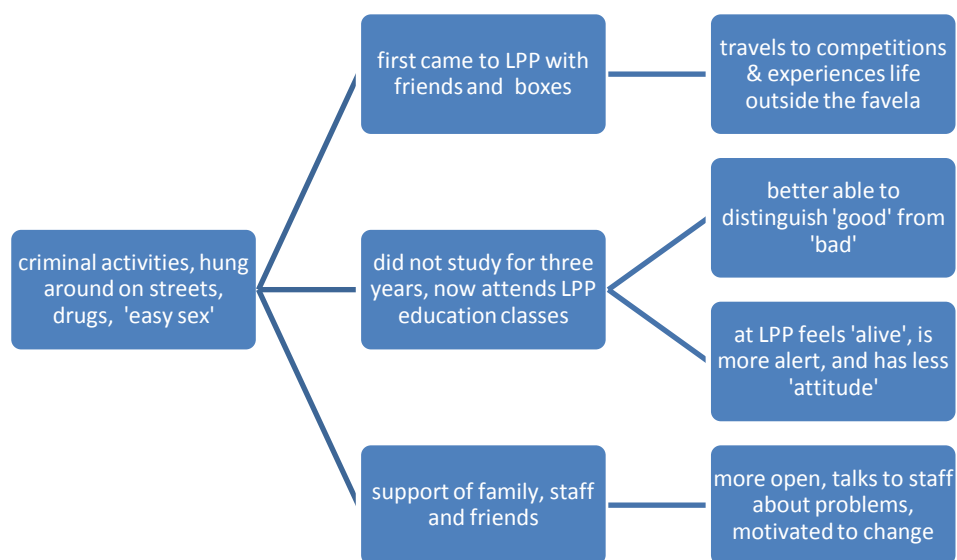 first came to LPP with
friends and boxes
travels to competitions
& experiences life
outside the favela
criminal activities, hung
around on streets,
drugs, 'easy sex'
did not study for three
years, now attends LPP
education classes
better able to
distinguish 'good' from
'bad'
at LPP feels 'alive', is
more alert, and has less
'attitude'
support of family, staff
and friends
more open, talks to staff
about problems,
motivated to change